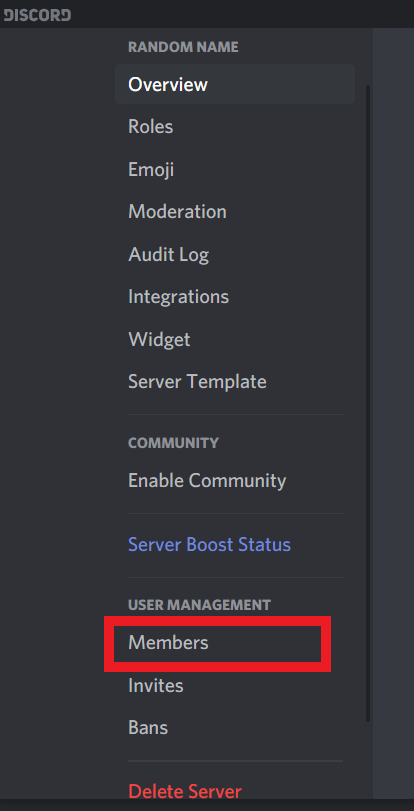 DISCORD
RANDOM NAME
Overview
Roles
Emoji
Moderation
Audit Log
Integrations
Widget
Server Template
COMMUNITY
Enable Community
Server Boost Status
USER MANAGEMENT
Members
Invites
Bans
Delete Server